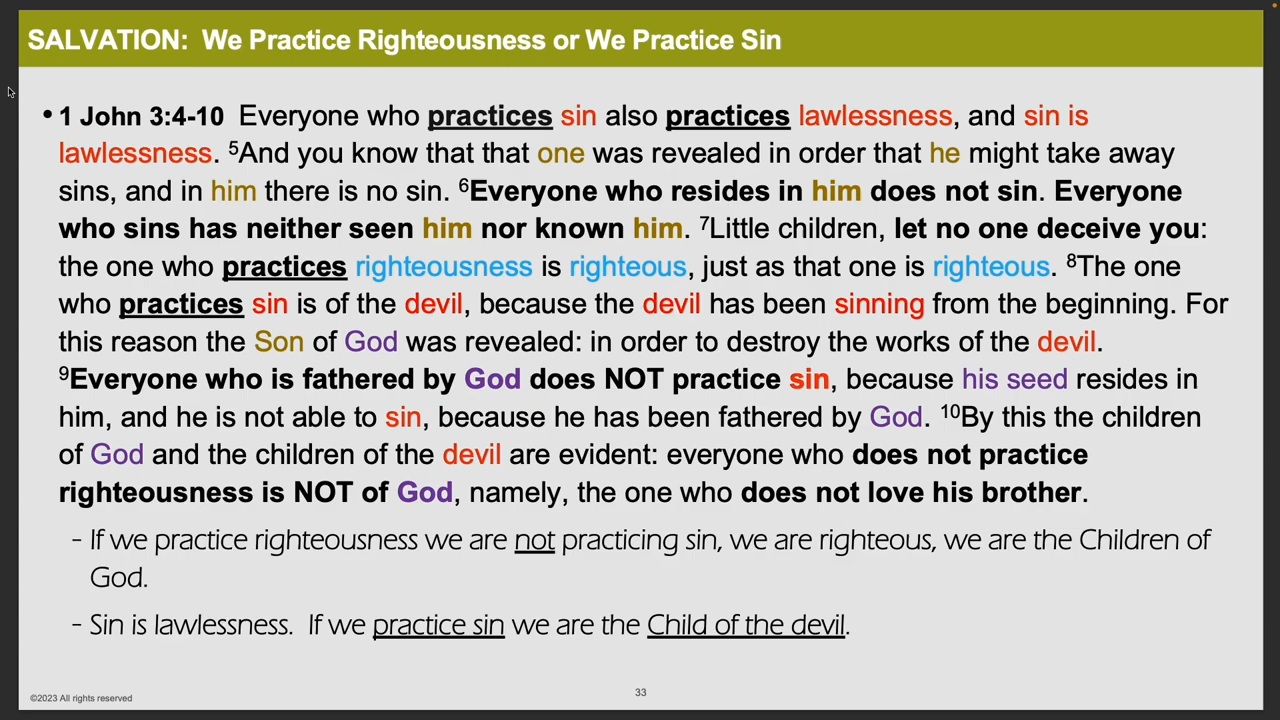 SALVATION:  We Practice Righteousness or We Practice Sin
• 1 John 3:4-10  Everyone who practices sin also practices lawlessness, and sin is
lawlessness. ⁵And you know that that one was revealed in order that he might take away
sins, and in him there is no sin. ⁶Everyone who resides in him does not sin. Everyone
who sins has neither seen him nor known him. ⁷Little children, let no one deceive you:
the one who practices righteousness is righteous, just as that one is righteous. ⁸The one
who practices sin is of the devil, because the devil has been sinning from the beginning. For
this reason the Son of God was revealed: in order to destroy the works of the devil.
⁹Everyone who is fathered by God does NOT practice sin, because his seed resides in
him, and he is not able to sin, because he has been fathered by God. ¹⁰By this the children
of God and the children of the devil are evident: everyone who does not practice
righteousness is NOT of God, namely, the one who does not love his brother.
- If we practice righteousness we are not practicing sin, we are righteous, we are the Children of
God.
- Sin is lawlessness.  If we practice sin we are the Child of the devil.
©2023 All rights reserved
33